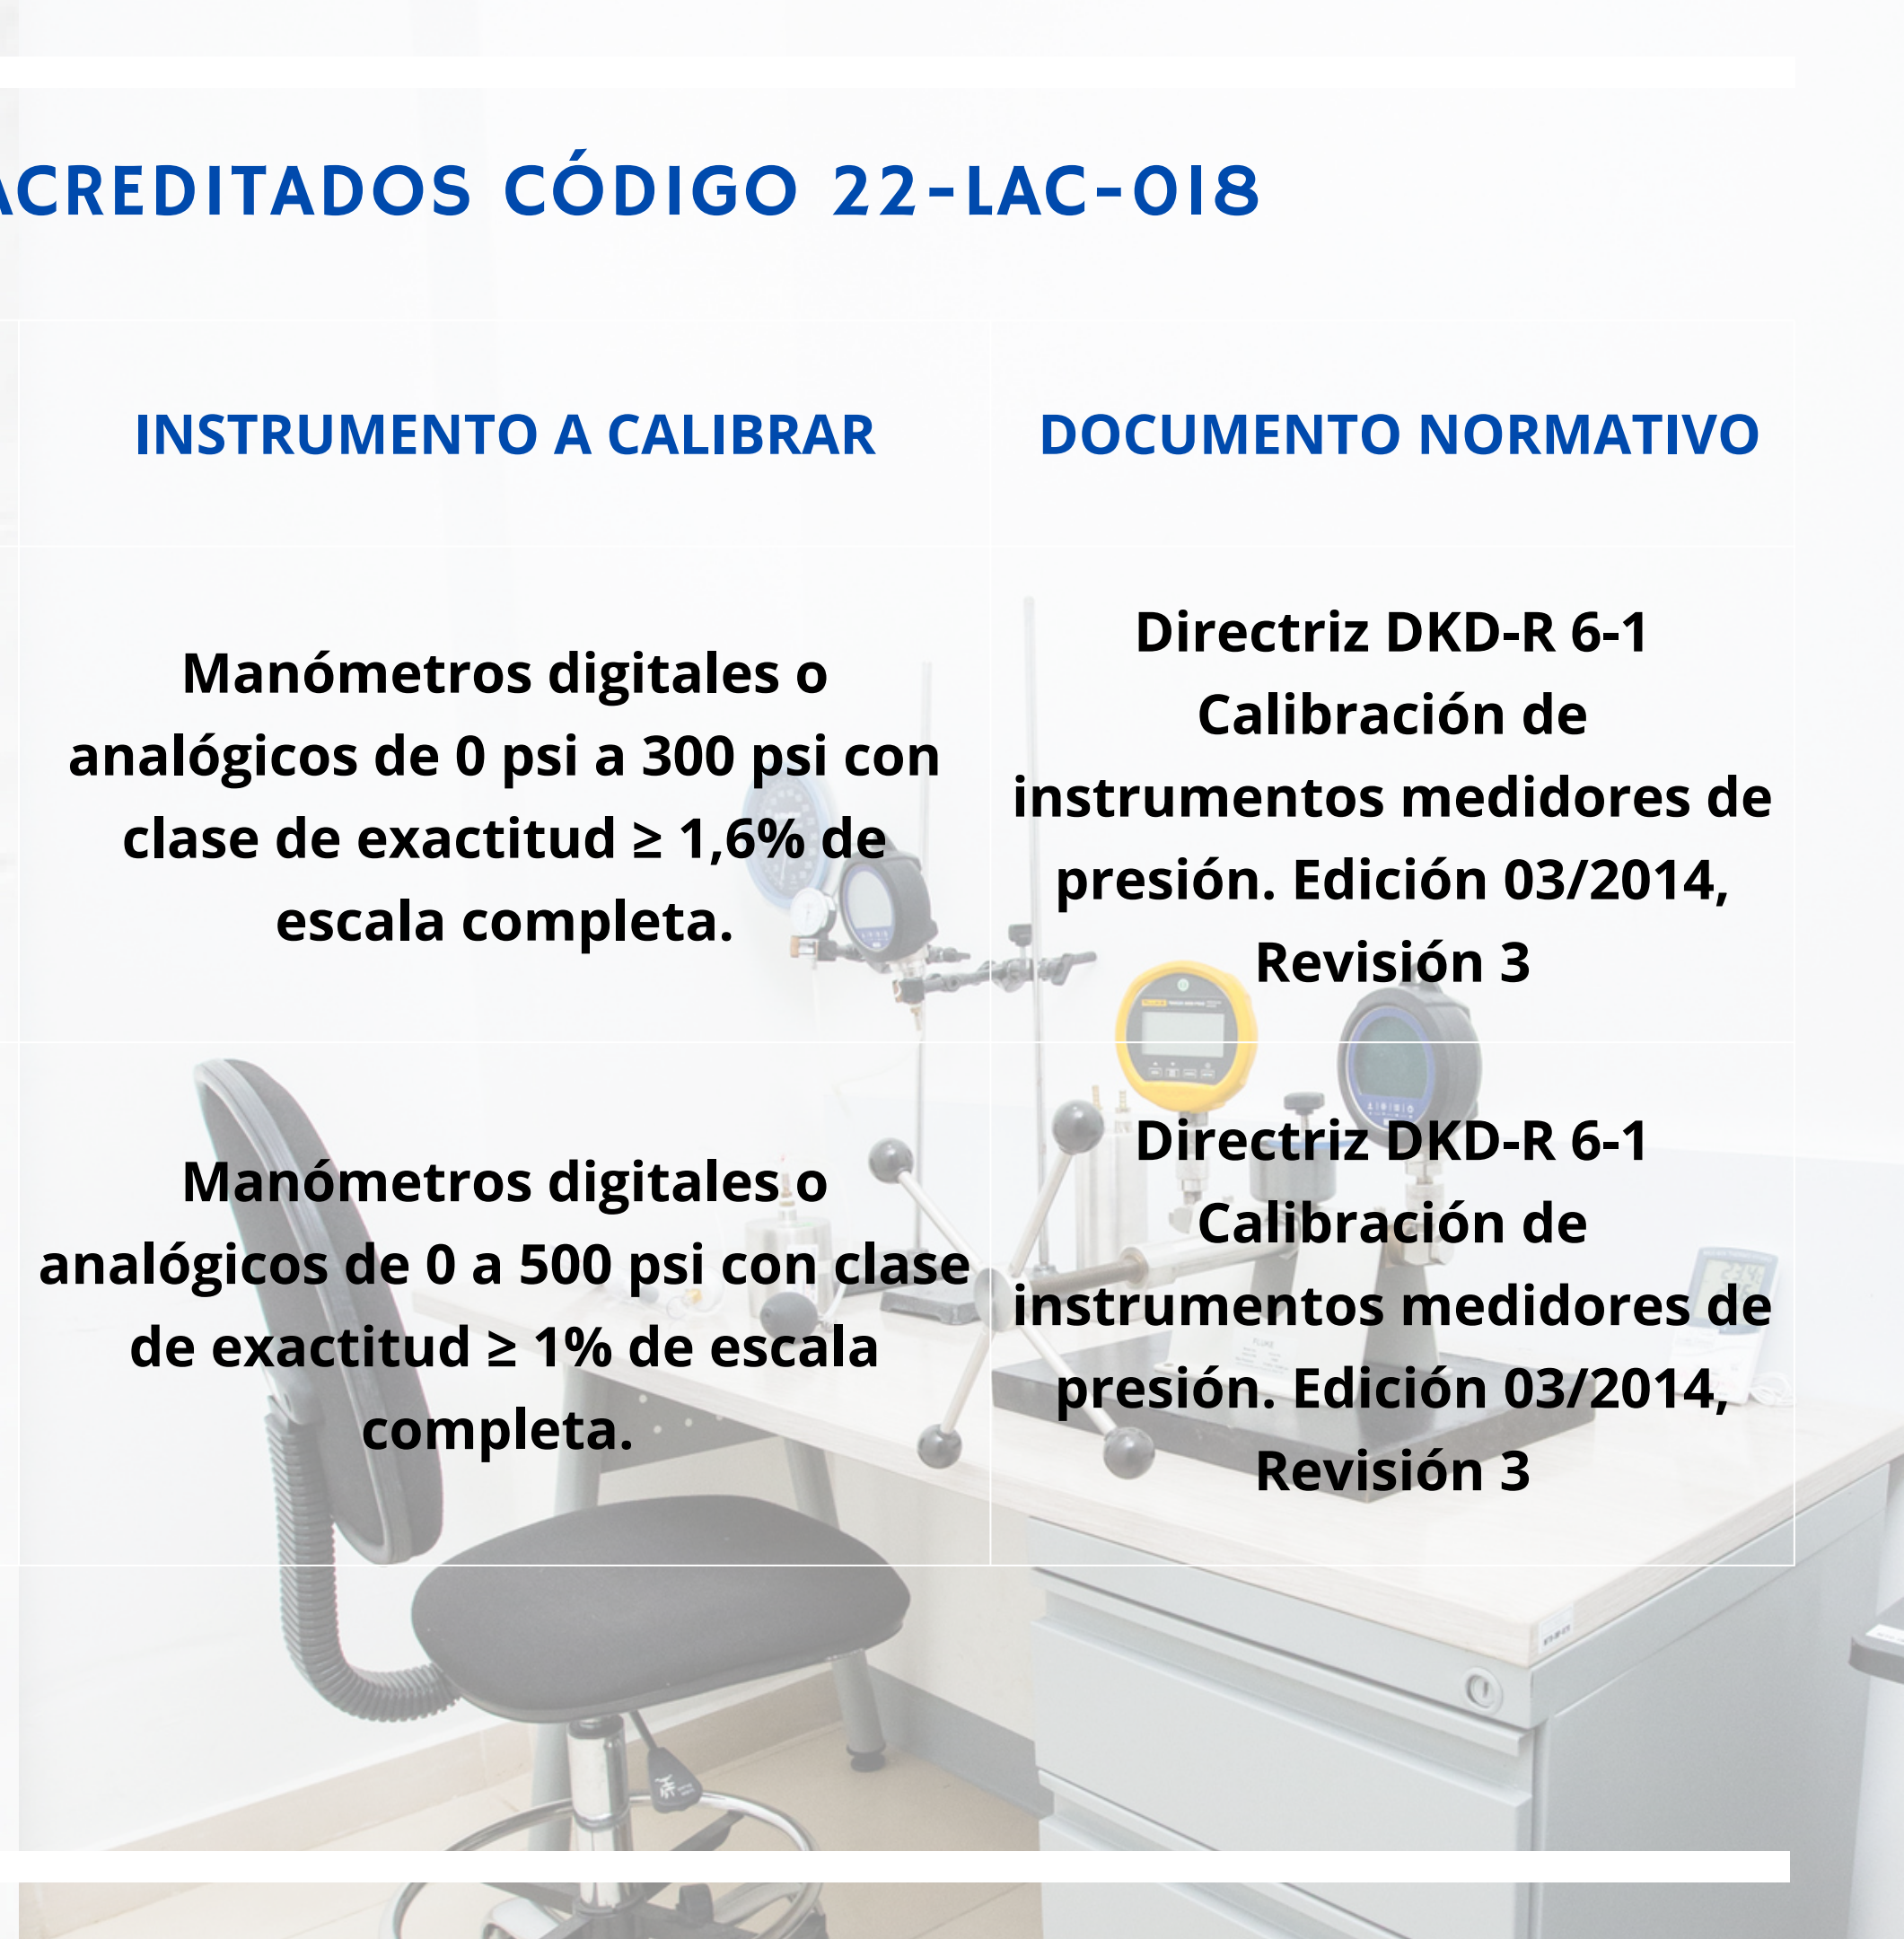 ACREDITADOS CÓDIGO 22-LAC-018
INSTRUMENTO A CALIBRAR
DOCUMENTO NORMATIVO
Manómetros digitales o
analógicos de 0 psi a 300 psi con
clase de exactitud ≥ 1,6% de
escala completa.
Directriz DKD-R 6-1
Calibración de
instrumentos medidores de
presión. Edición 03/2014,
Revisión 3
Manómetros digitales o
analógicos de 0 a 500 psi con clase
de exactitud ≥ 1% de escala
completa.
Directriz DKD-R 6-1
Calibración de
instrumentos medidores de
presión. Edición 03/2014,
Revisión 3
FLUKE